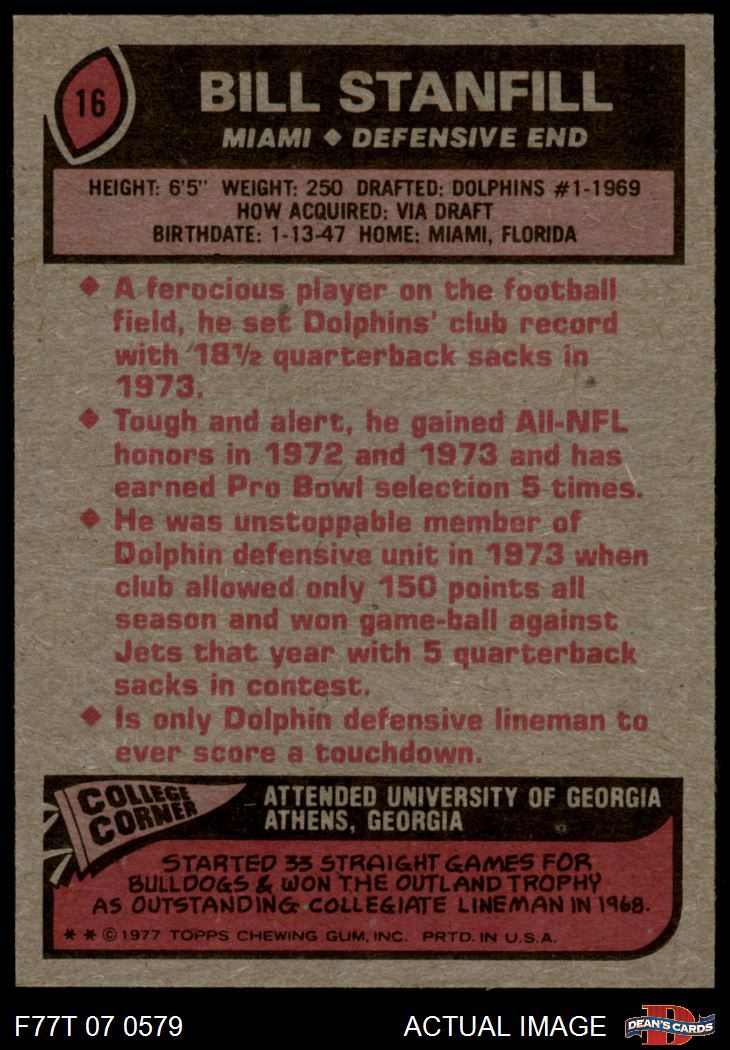 16
BILL STANFILL
MIAMI ◆ DEFENSIVE END
HEIGHT: 6'5" WEIGHT: 250 DRAFTED: DOLPHINS #1-1969
HOW ACQUIRED: VIA DRAFT
BIRTHDATE: 1-13-47 HOME: MIAMI, FLORIDA
◆ A ferocious player on the football
field, he set Dolphins' club record
with 18½ quarterback sacks in
1973.
◆ Tough and alert, he gained All-NFL
honors in 1972 and 1973 and has
earned Pro Bowl selection 5 times.
◆ He was unstoppable member of
Dolphin defensive unit in 1973 when
club allowed only 150 points all
season and won game-ball against
Jets that year with 5 quarterback
sacks in contest.
◆ Is only Dolphin defensive lineman to
ever score a touchdown.
COLLEGE
CORNER
ATTENDED UNIVERSITY OF GEORGIA
ATHENS, GEORGIA
STARTED 33 STRAIGHT GAMES FOR
BULLDOGS & WON THE OUTLAND TROPHY
AS OUTSTANDING COLLEGIATE LINEMAN IN 1968.
* * © 1977 TOPPS CHEWING GUM, INC. PRTD. IN U.S.A.
F77T 07 0579
ACTUAL IMAGE
D
DEAN'S CARDS